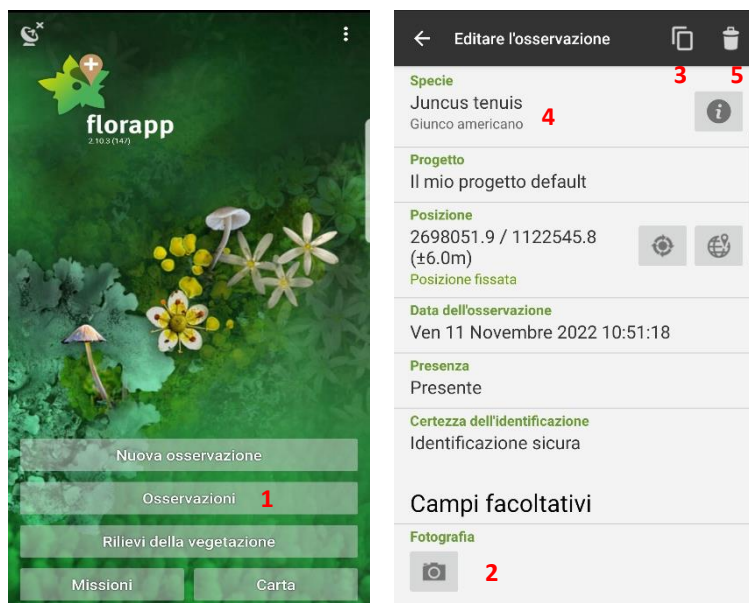 florapp
2.10.3 (147)
Nuova osservazione
Osservazioni 1
Rilievi della vegetazione
Missioni Carta
Editare l'osservazione
3 5
Specie
Juncus tenuis
Giunco americano 4
Progetto
Il mio progetto default
Posizione
2698051.9 / 1122545.8
(±6.0m)
Posizione fissata
Data dell'osservazione
Ven 11 Novembre 2022 10:51:18
Presenza
Presente
Certezza dell'identificazione
Identificazione sicura
Campi facoltativi
Fotografia
2